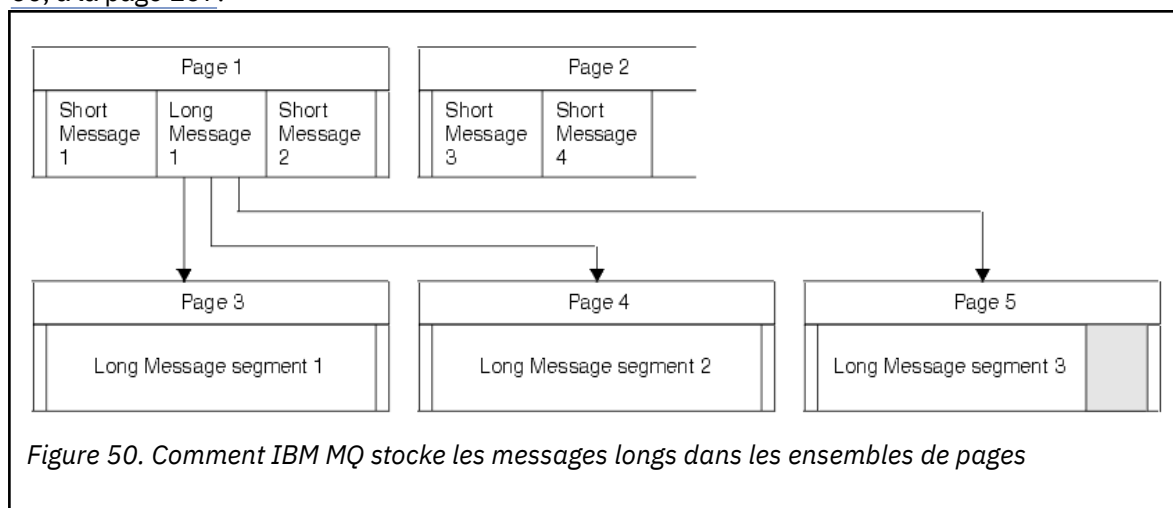 Page 1
Page 2
Short Message 1
Long Message 1
Short Message 2
Short Message 3
Short Message 4
Page 3
Page 4
Page 5
Long Message segment 1
Long Message segment 2
Long Message segment 3
Figure 50. Comment IBM MQ stocke les messages longs dans les ensembles de pages